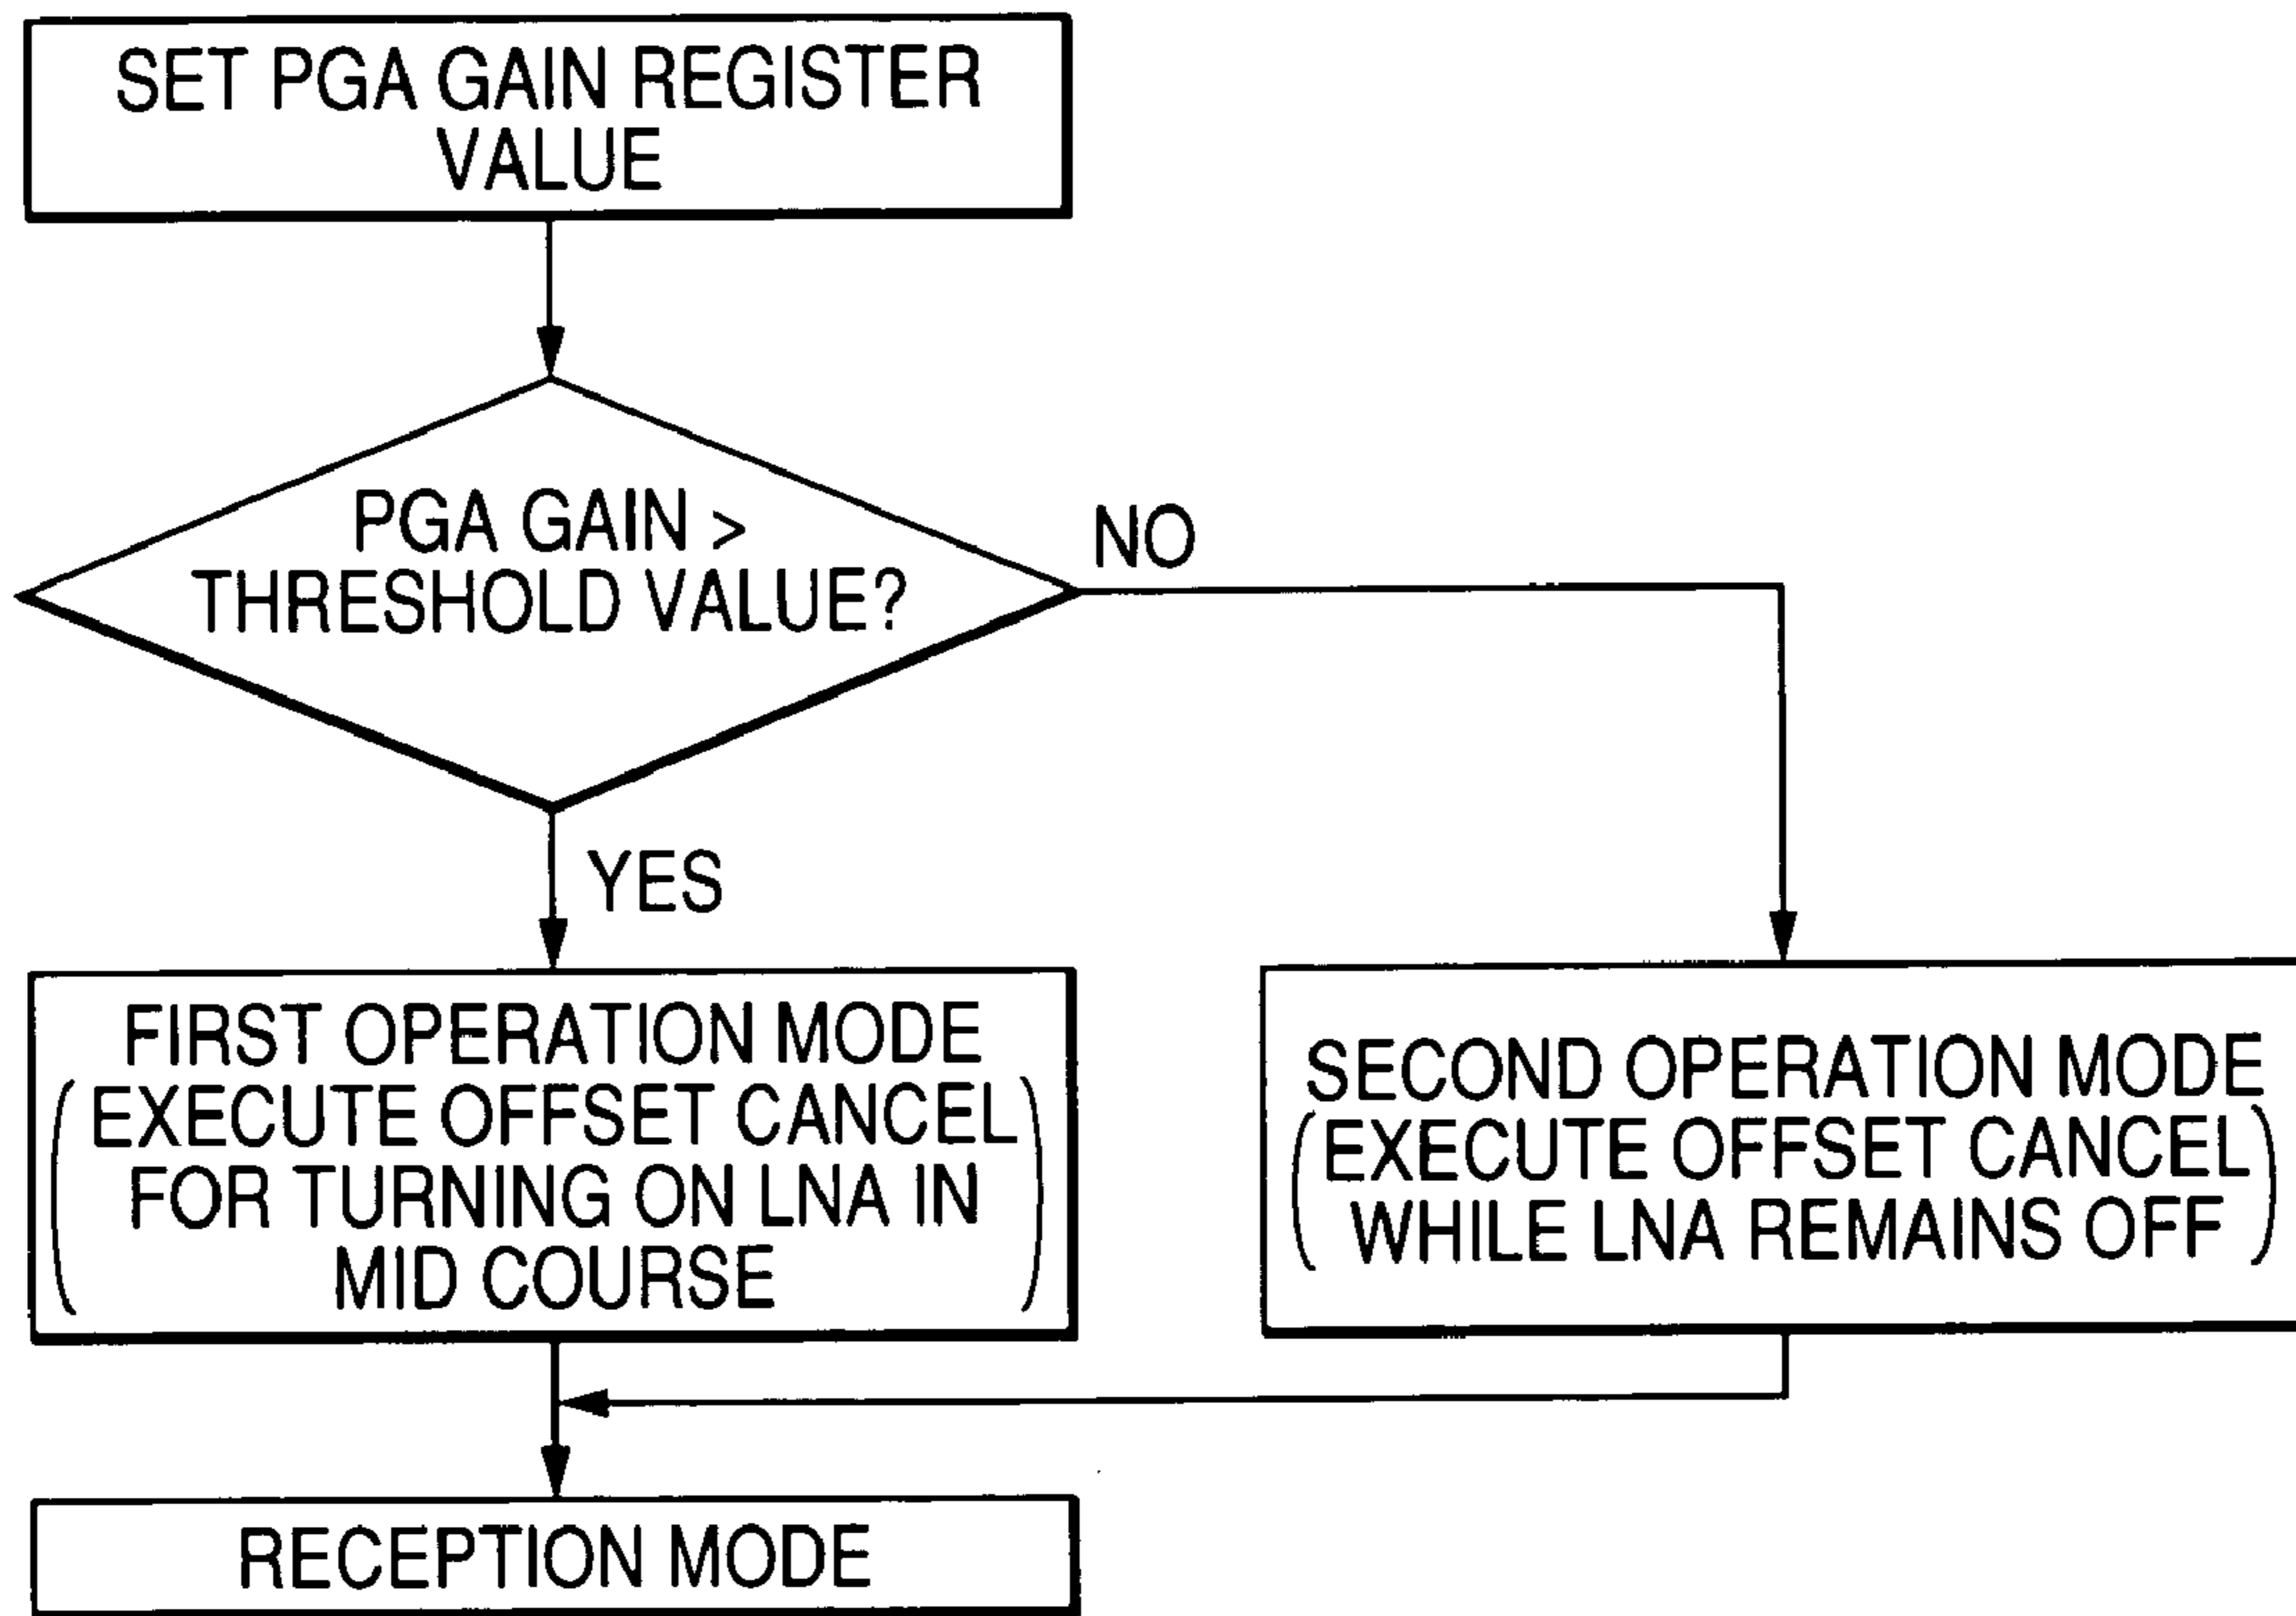 SET PGA GAIN REGISTER
VALUE
PGA GAIN >
THRESHOLD VALUE?
NO
YES
FIRST OPERATION MODE
(EXECUTE OFFSET CANCEL
FOR TURNING ON LNA IN
MID COURSE)
SECOND OPERATION MODE
(EXECUTE OFFSET CANCEL
WHILE LNA REMAINS OFF)
RECEPTION MODE